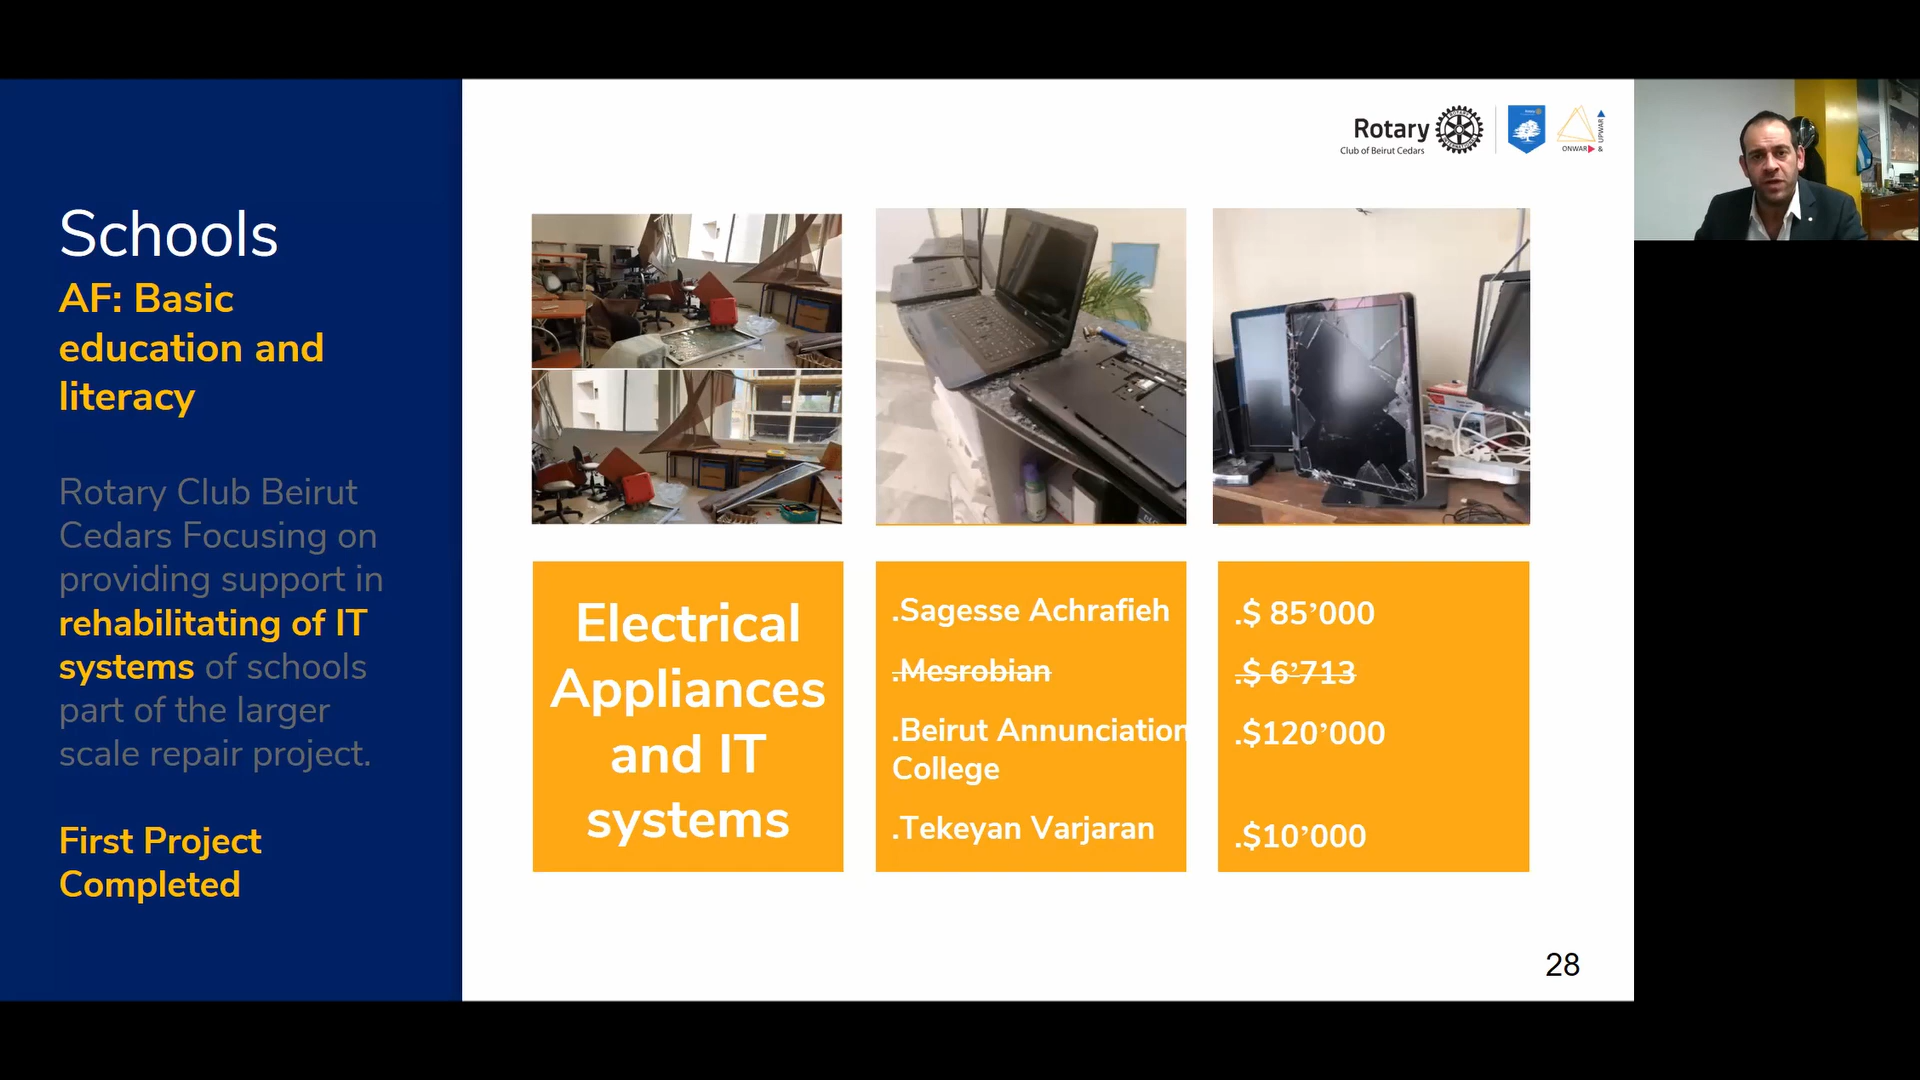 Schools
AF: Basic
education and
literacy
Rotary Club Beirut
Cedars Focusing on
providing support in
rehabilitating of IT
systems of schools
part of the larger
scale repair project.
First Project
Completed
Rotary
Club of Beirut Cedars
ONWAR
&
UPWAR
Electrical
Appliances
and IT
systems
.Sagesse Achrafieh
.Mesrobian
.Beirut Annunciation
College
.Tekeyan Varjaran
.$ 85’000
.$ 6’713
.$120’000
.$10’000
28